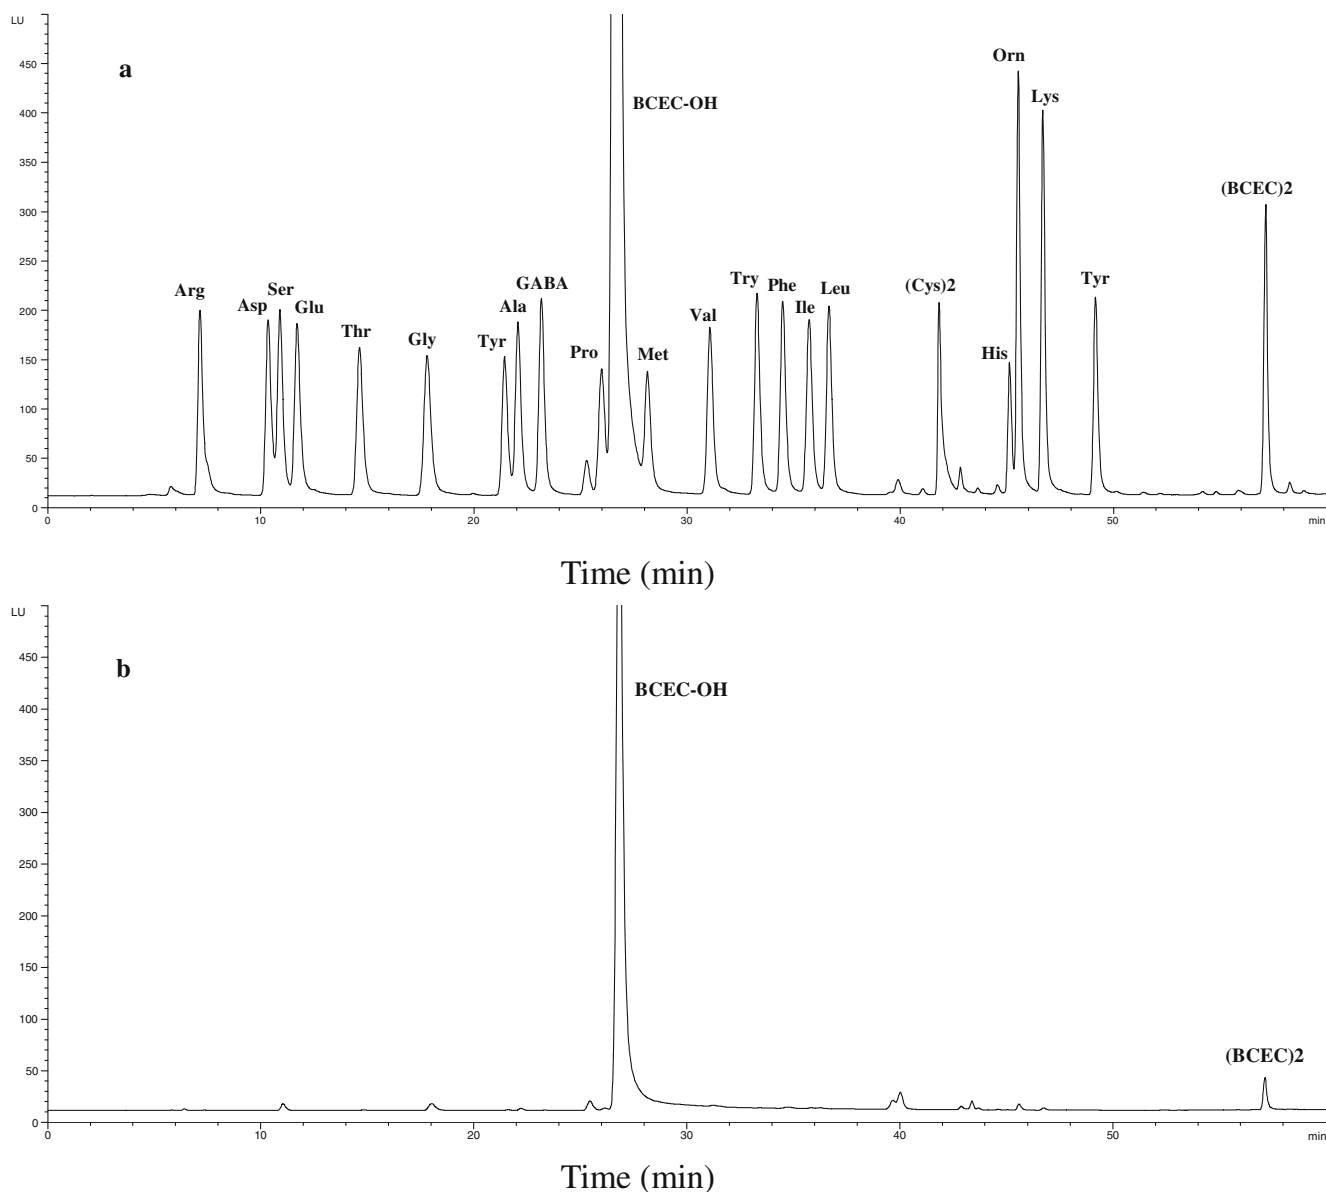 LU
450
400
350
300
250
200
150
100
50
0
a
BCEC-OH
Orn
Lys
(BCEC)2
Arg
Asp
Ser
Glu
Thr
Gly
Tyr
Ala
GABA
Pro
Met
Val
Try
Phe
Ile
Leu
(Cys)2
His
Tyr
0 10 20 30 40 50 min
Time (min)
LU
450
400
350
300
250
200
150
100
50
0
b
BCEC-OH
(BCEC)2
0 10 20 30 40 50 min
Time (min)